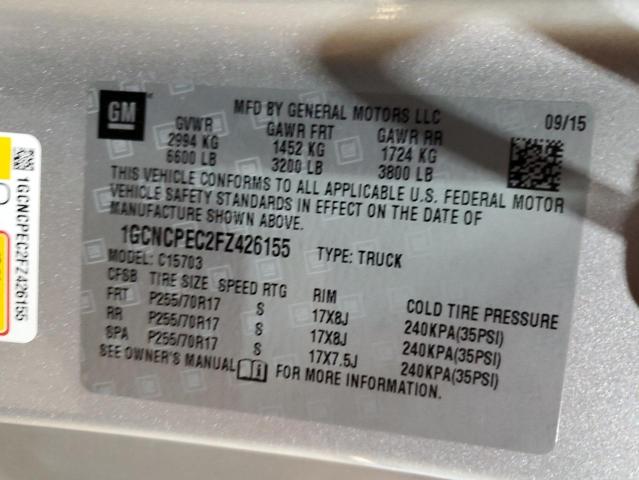 GM
MFD BY GENERAL MOTORS LLC
09/15
GVWR GAWR FRT GAWR RR
2994 KG 1452 KG 1724 KG
6600 LB 3200 LB 3800 LB
THIS VEHICLE CONFORMS TO ALL APPLICABLE U.S. FEDERAL MOTOR
VEHICLE SAFETY STANDARDS IN EFFECT ON THE DATE OF
MANUFACTURE SHOWN ABOVE.
1GCNCPEC2FZ426155 TYPE: TRUCK
MODEL: C15703
CFSB TIRE SIZE SPEED RTG RIM COLD TIRE PRESSURE
FRT P255/70R17 S 17X8J 240KPA(35PSI)
RR P255/70R17 S 17X8J 240KPA(35PSI)
SPA P255/70R17 S 17X7.5J 240KPA(35PSI)
SEE OWNER'S MANUAL FOR MORE INFORMATION.
1GCNCPEC2FZ426155